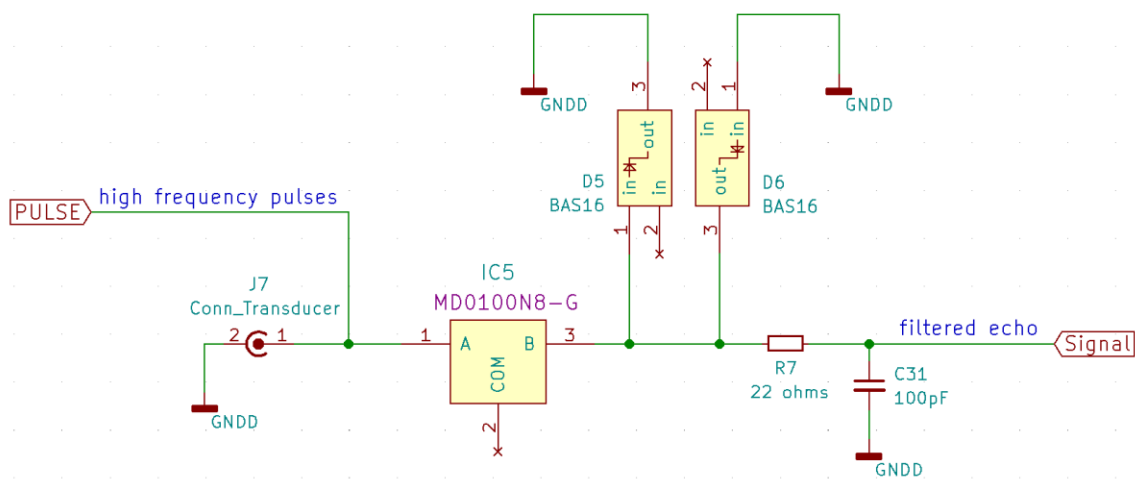 GNDD
GNDD
3
2
1
out
in
in
in
in
out
D5
BAS16
D6
BAS16
1
2
3
PULSE
high frequency pulses
J7
Conn_Transducer
2
1
GNDD
IC5
MD0100N8-G
1
A
B
3
COM
2
R7
22 ohms
filtered echo
Signal
C31
100pF
GNDD